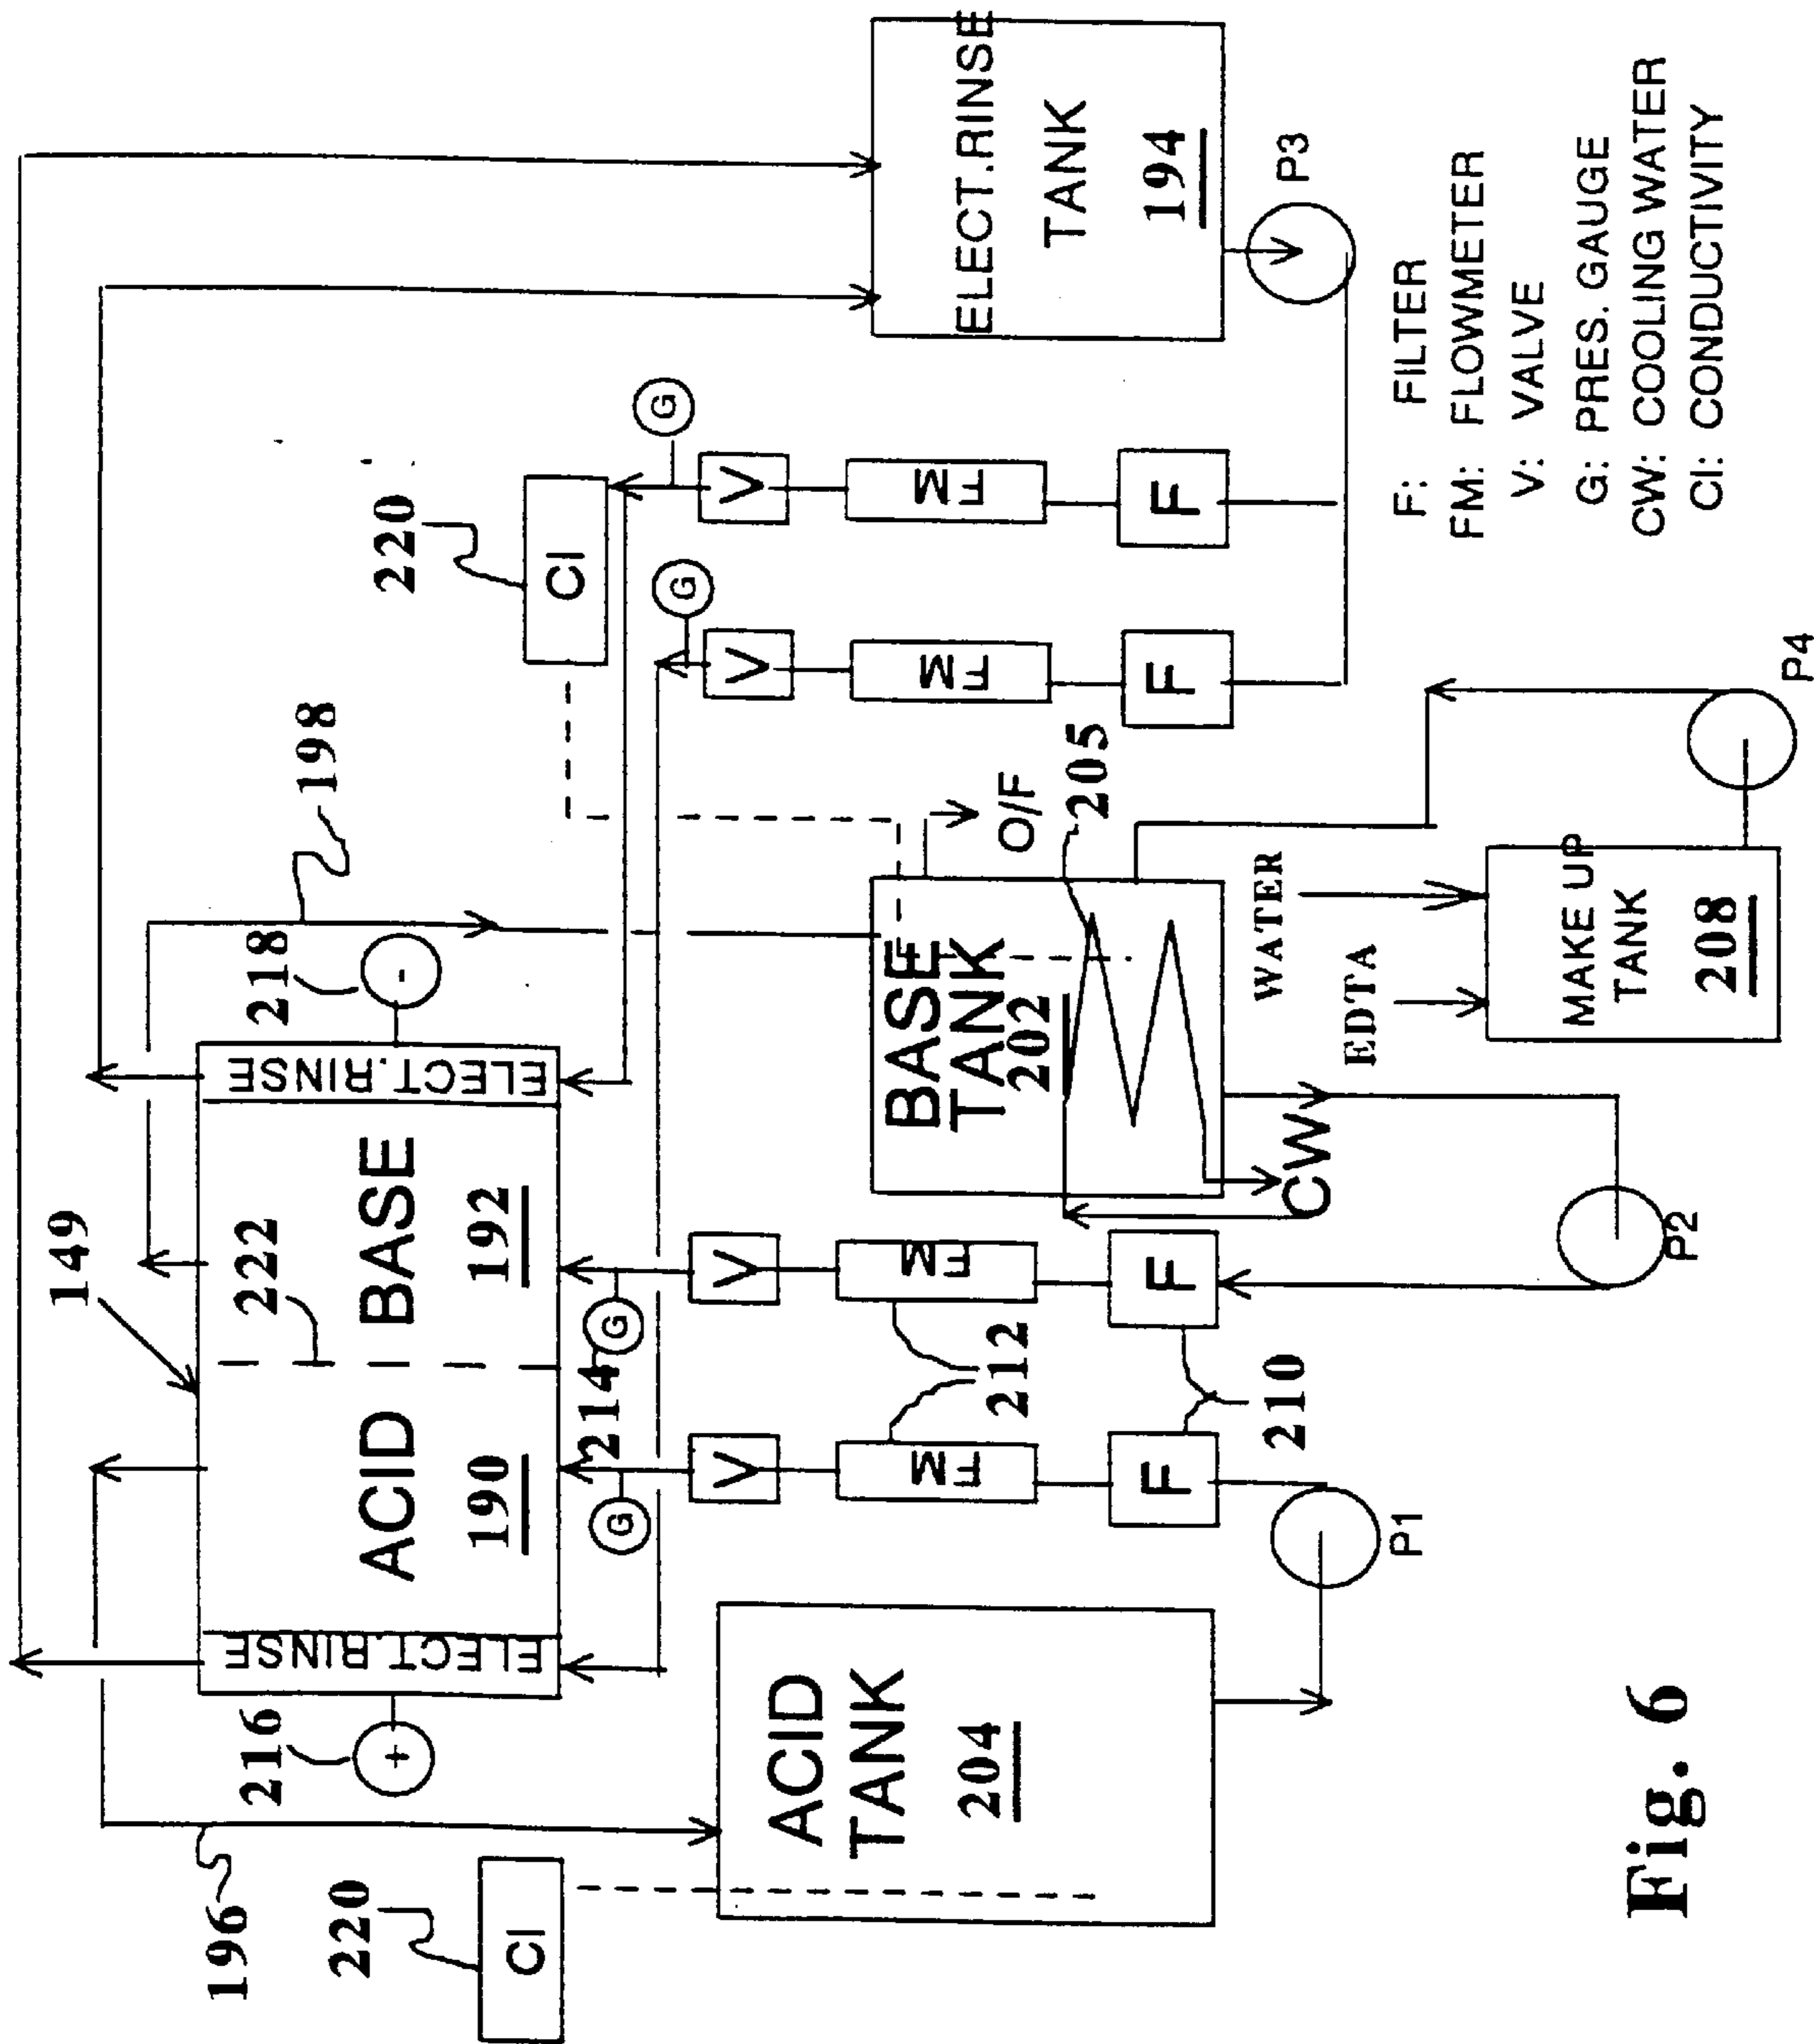 149
222
198
218
220
196
216
220
ELECT.RINSE
ACID
190
BASE
192
ELECT.RINSE
+
-
CI
CI
G
G
214
G
G
V
V
V
V
FM
FM
FM
FM
212
F
F
F
F
210
ACID
TANK
204
BASE
TANK
202
O/F
205
CW
ELECT.RINSE
TANK
194
P1
P2
P3
P4
WATER
EDTA
MAKE UP
TANK
208
F: FILTER
FM: FLOWMETER
V: VALVE
G: PRES. GAUGE
CW: COOLING WATER
CI: CONDUCTIVITY
Fig. 6